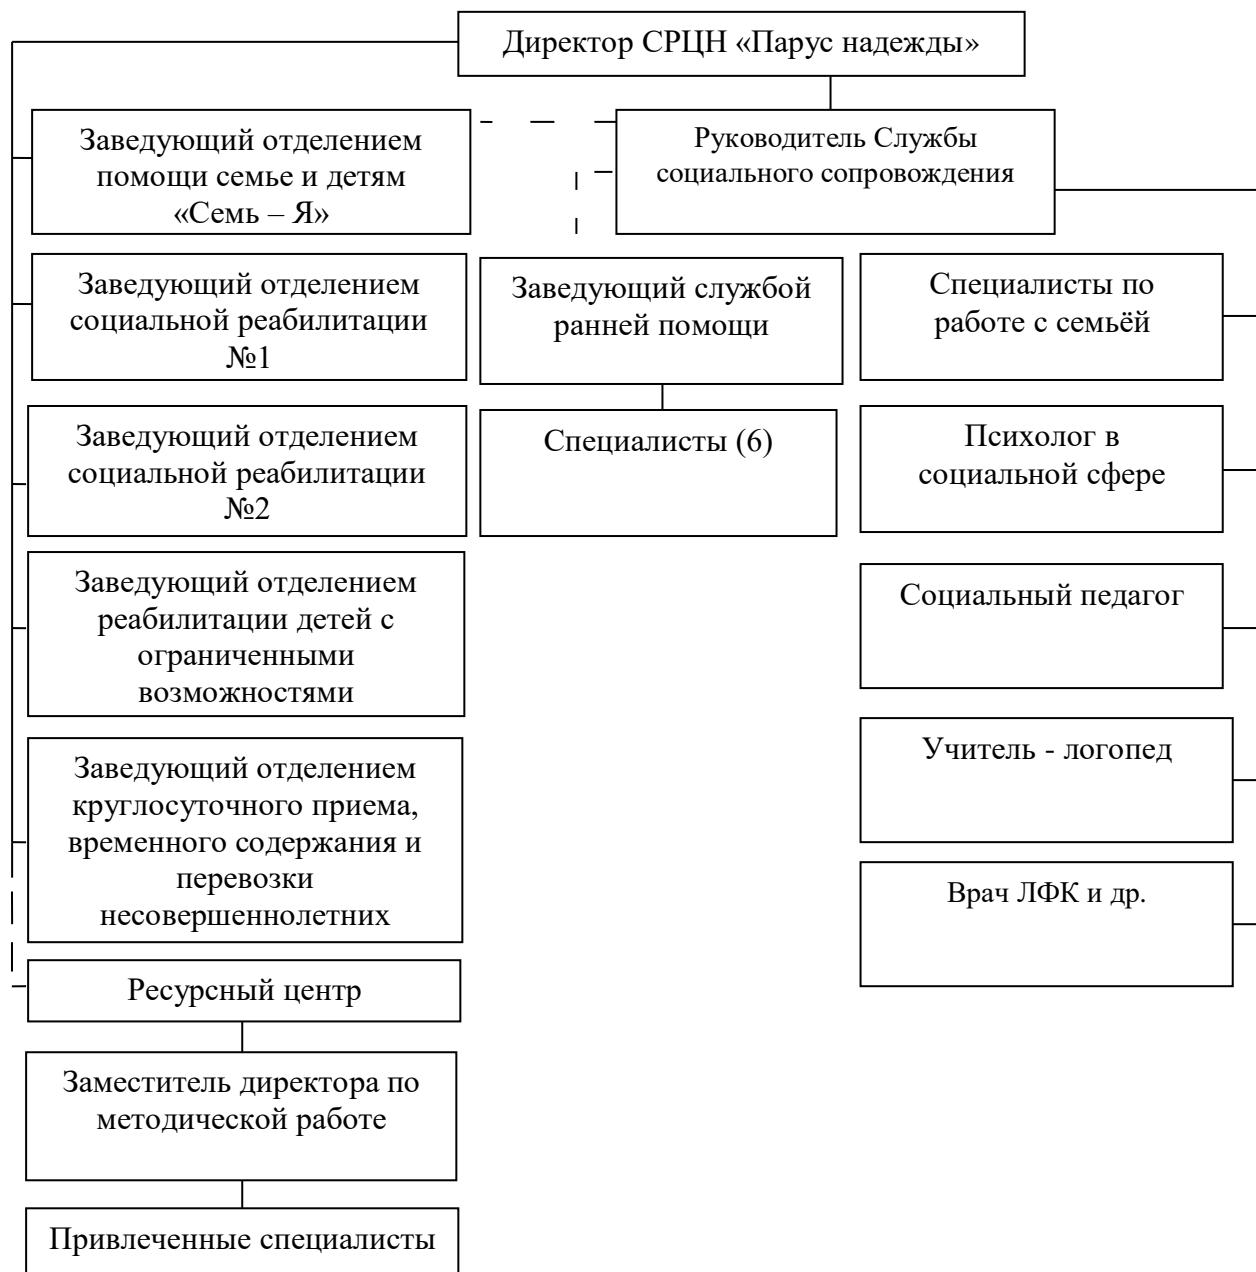 Директор СРЦН «Парус надежды»
Заведующий отделением
помощи семье и детям
«Семь – Я»
Руководитель Службы
социального сопровождения
Заведующий отделением
социальной реабилитации
№1
Заведующий службой
ранней помощи
Специалисты по
работе с семьёй
Заведующий отделением
социальной реабилитации
№2
Специалисты (6)
Психолог в
социальной сфере
Заведующий отделением
реабилитации детей с
ограниченными
возможностями
Социальный педагог
Заведующий отделением
круглосуточного приема,
временного содержания и
перевозки
несовершеннолетних
Учитель - логопед
Врач ЛФК и др.
Ресурсный центр
Заместитель директора по
методической работе
Привлеченные специалисты